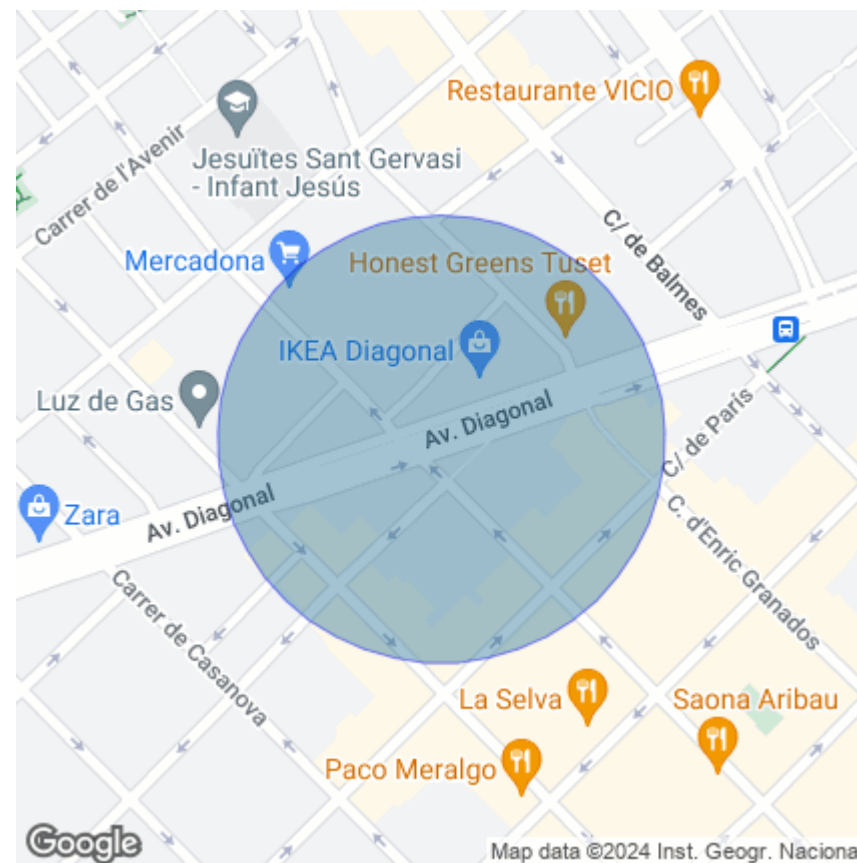 Restaurante VICIO
Carrer de l'Avenir
Jesuïtes Sant Gervasi
- Infant Jesús
C/ de Balmes
Mercadona
Honest Greens Tuset
IKEA Diagonal
Luz de Gas
Av. Diagonal
C/ de Paris
Zara
Av. Diagonal
C. d'Enric Granados
Carrer de Casanova
La Selva
Saona Aribau
Paco Meralgo
Google
Map data ©2024 Inst. Geogr. Naciona